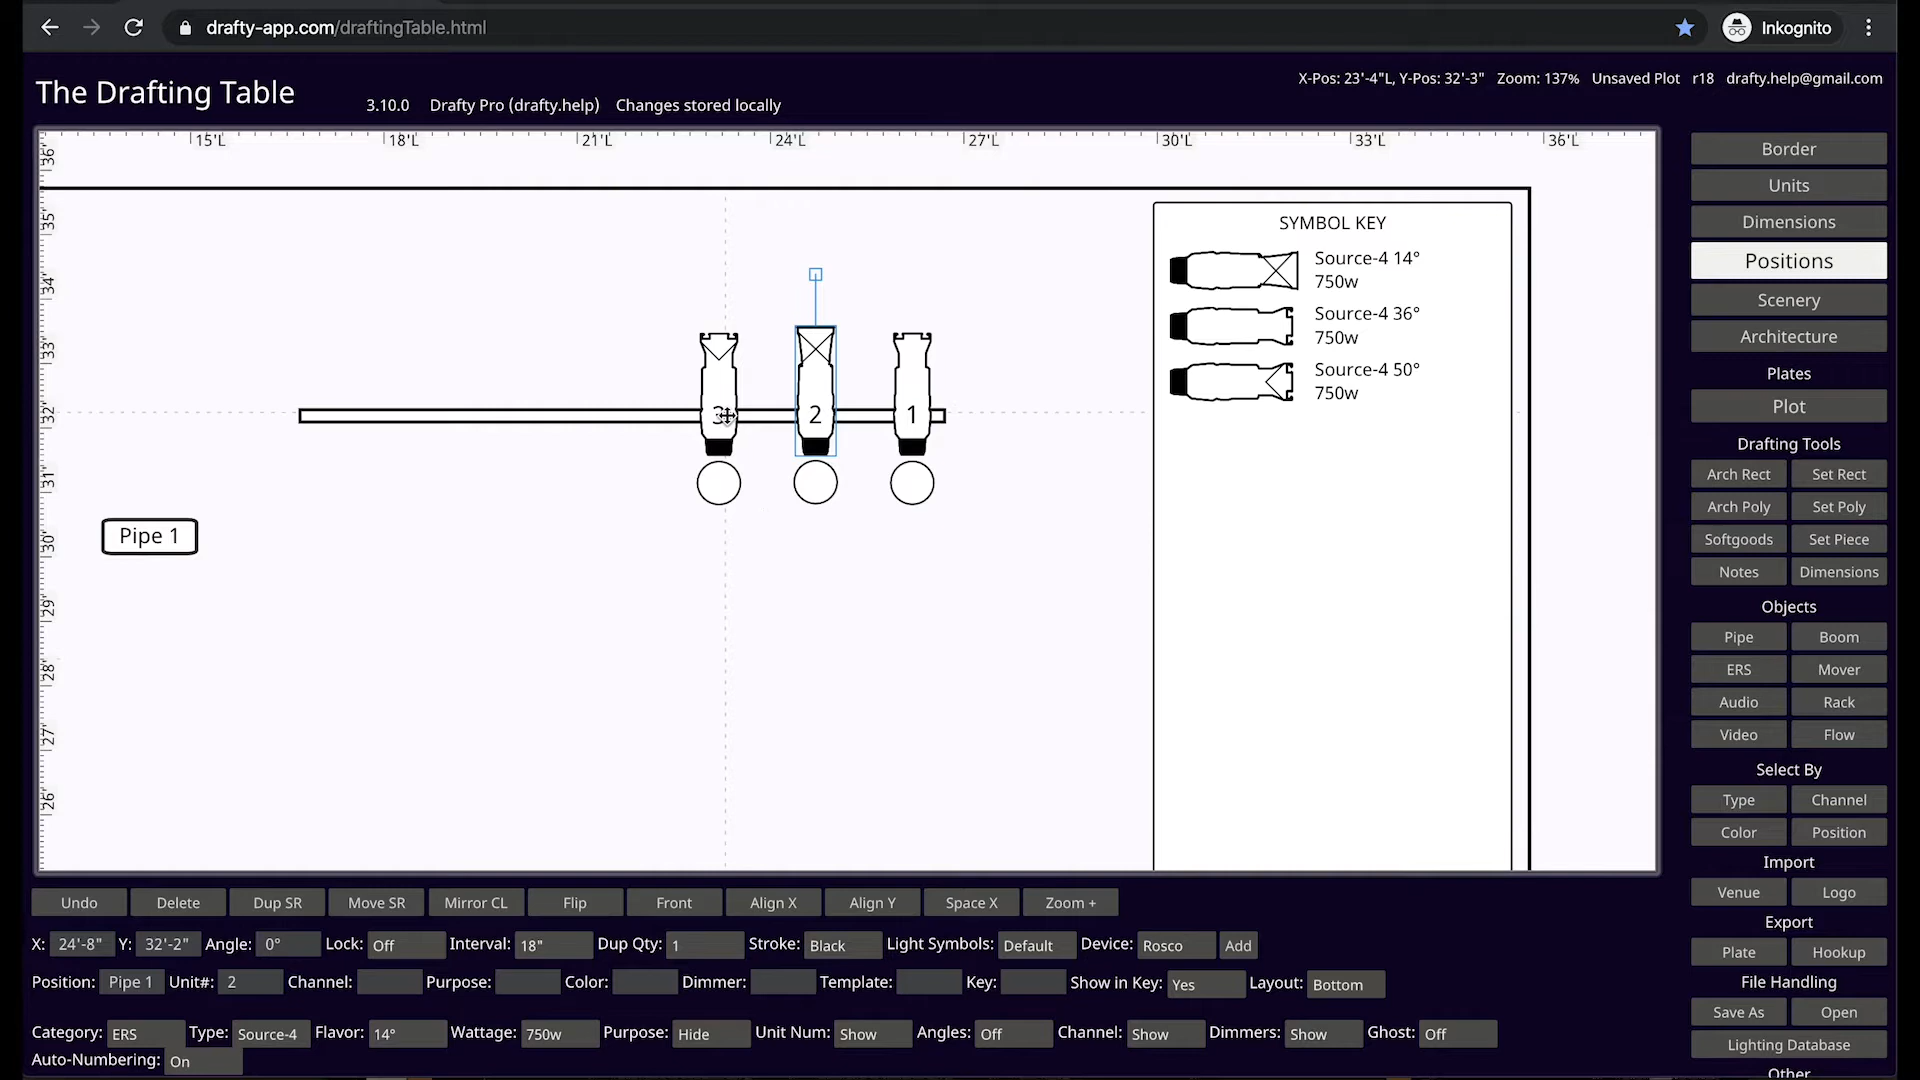 drafty-app.com/draftingTable.html
Inkognito
The Drafting Table
3.10.0 Drafty Pro (drafty.help) Changes stored locally
X-Pos: 23'-4"L, Y-Pos: 32'-3" Zoom: 137% Unsaved Plot r18 drafty.help@gmail.com
15'L 18'L 21'L 24'L 27'L 30'L 33'L 36'L
36'
35'
34'
33'
32'
31'
30'
29'
28'
27'
26'
SYMBOL KEY
Source-4 14°
750w
Source-4 36°
750w
Source-4 50°
750w
3 2 1
Pipe 1
Border
Units
Dimensions
Positions
Scenery
Architecture
Plates
Plot
Drafting Tools
Arch Rect Set Rect
Arch Poly Set Poly
Softgoods Set Piece
Notes Dimensions
Objects
Pipe Boom
ERS Mover
Audio Rack
Video Flow
Select By
Type Channel
Color Position
Import
Venue Logo
Export
Plate Hookup
File Handling
Save As Open
Lighting Database
Other
Undo Delete Dup SR Move SR Mirror CL Flip Front Align X Align Y Space X Zoom +
X: 24'-8" Y: 32'-2" Angle: 0° Lock: Off Interval: 18" Dup Qty: 1 Stroke: Black Light Symbols: Default Device: Rosco Add
Position: Pipe 1 Unit#: 2 Channel: Purpose: Color: Dimmer: Template: Key: Show in Key: Yes Layout: Bottom
Category: ERS Type: Source-4 Flavor: 14° Wattage: 750w Purpose: Hide Unit Num: Show Angles: Off Channel: Show Dimmers: Show Ghost: Off
Auto-Numbering: On